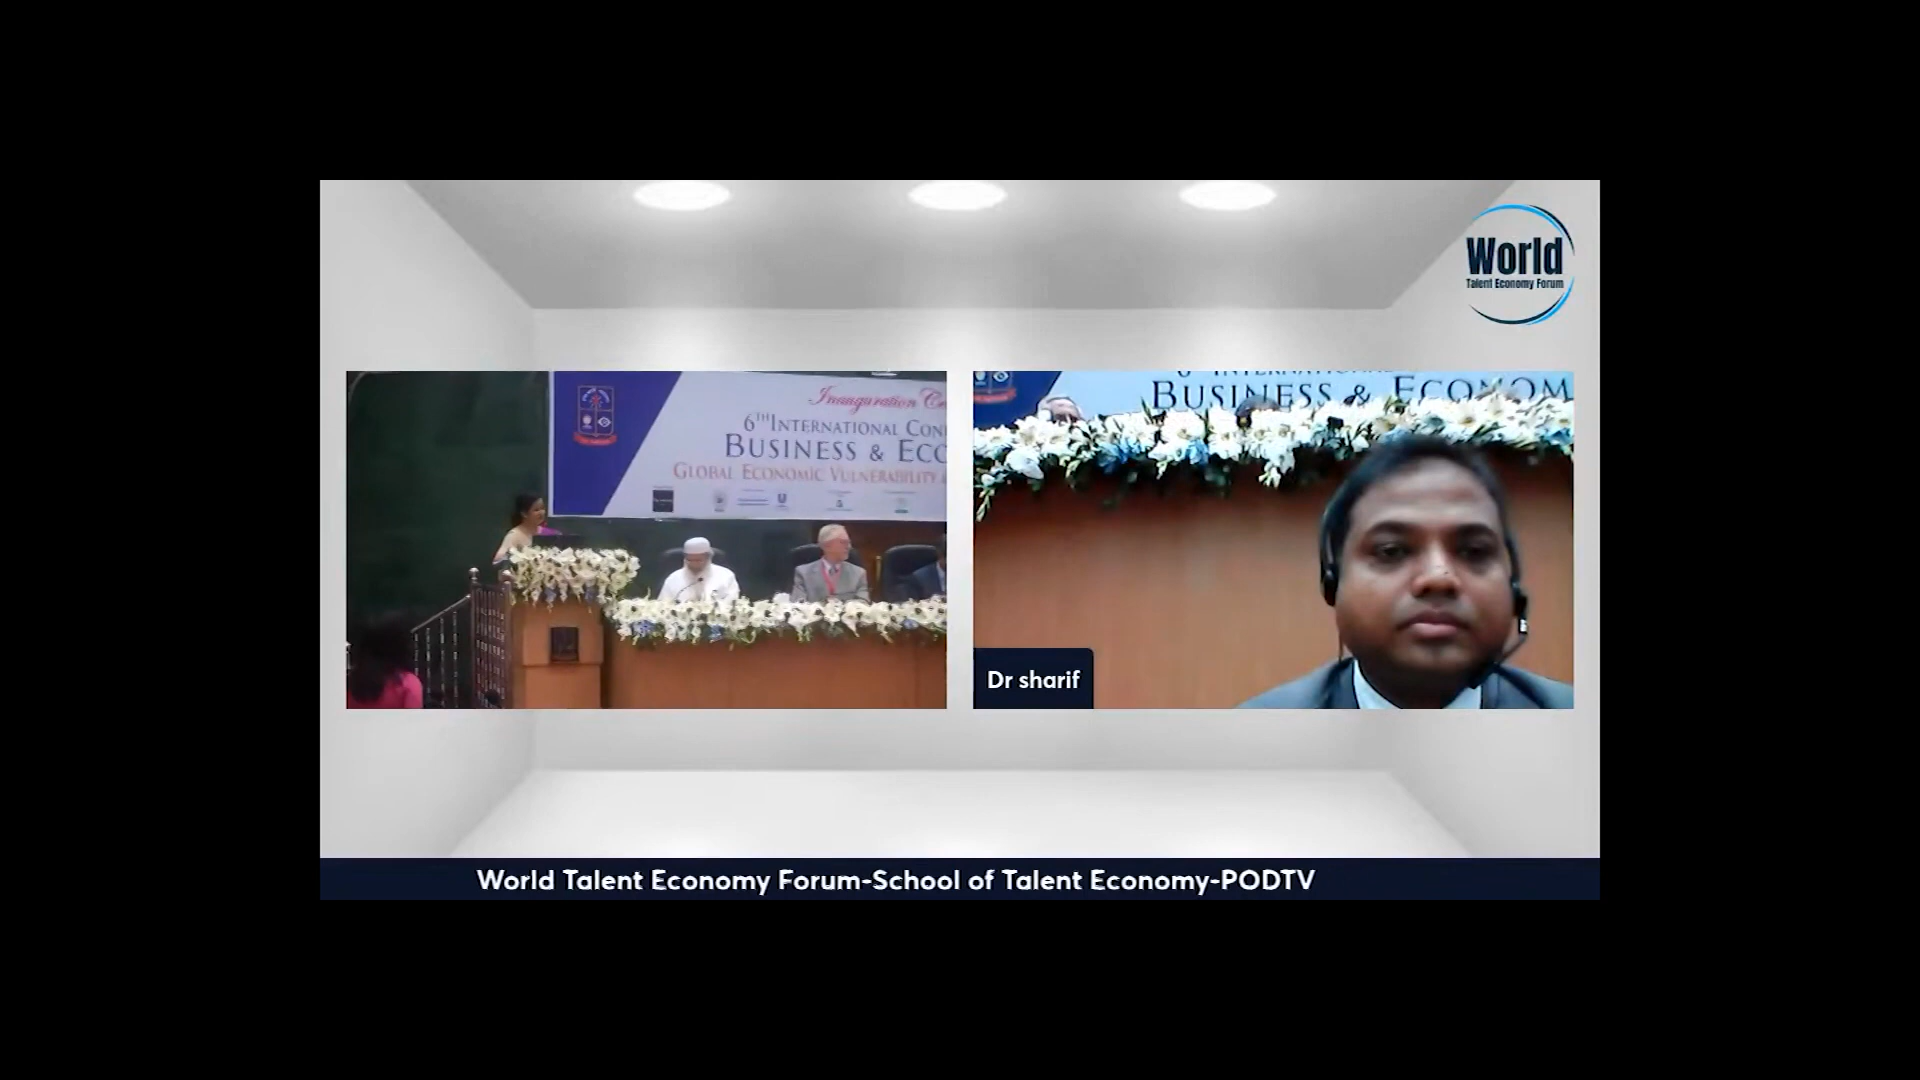 World
Talent Economy Forum
Inauguration
6TH INTERNATIONAL
BUSINESS &
GLOBAL ECONOMIC VULNERABILITY
BUSINESS & ECONOM
Dr sharif
World Talent Economy Forum-School of Talent Economy-PODTV